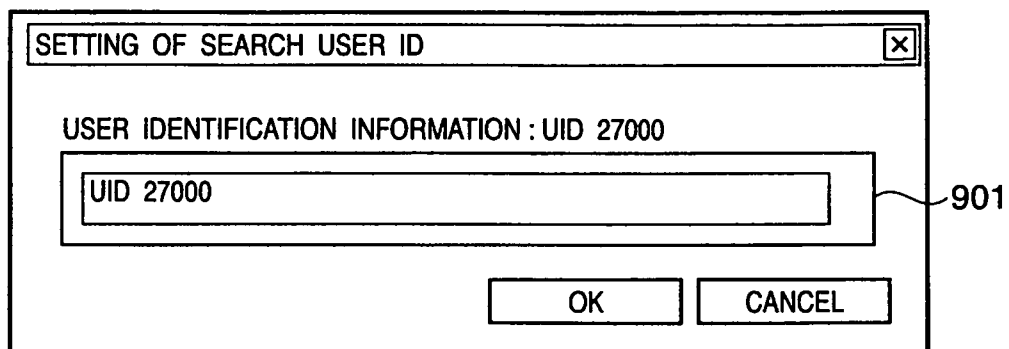 SETTING OF SEARCH USER ID
USER IDENTIFICATION INFORMATION : UID 27000
UID 27000
901
OK CANCEL